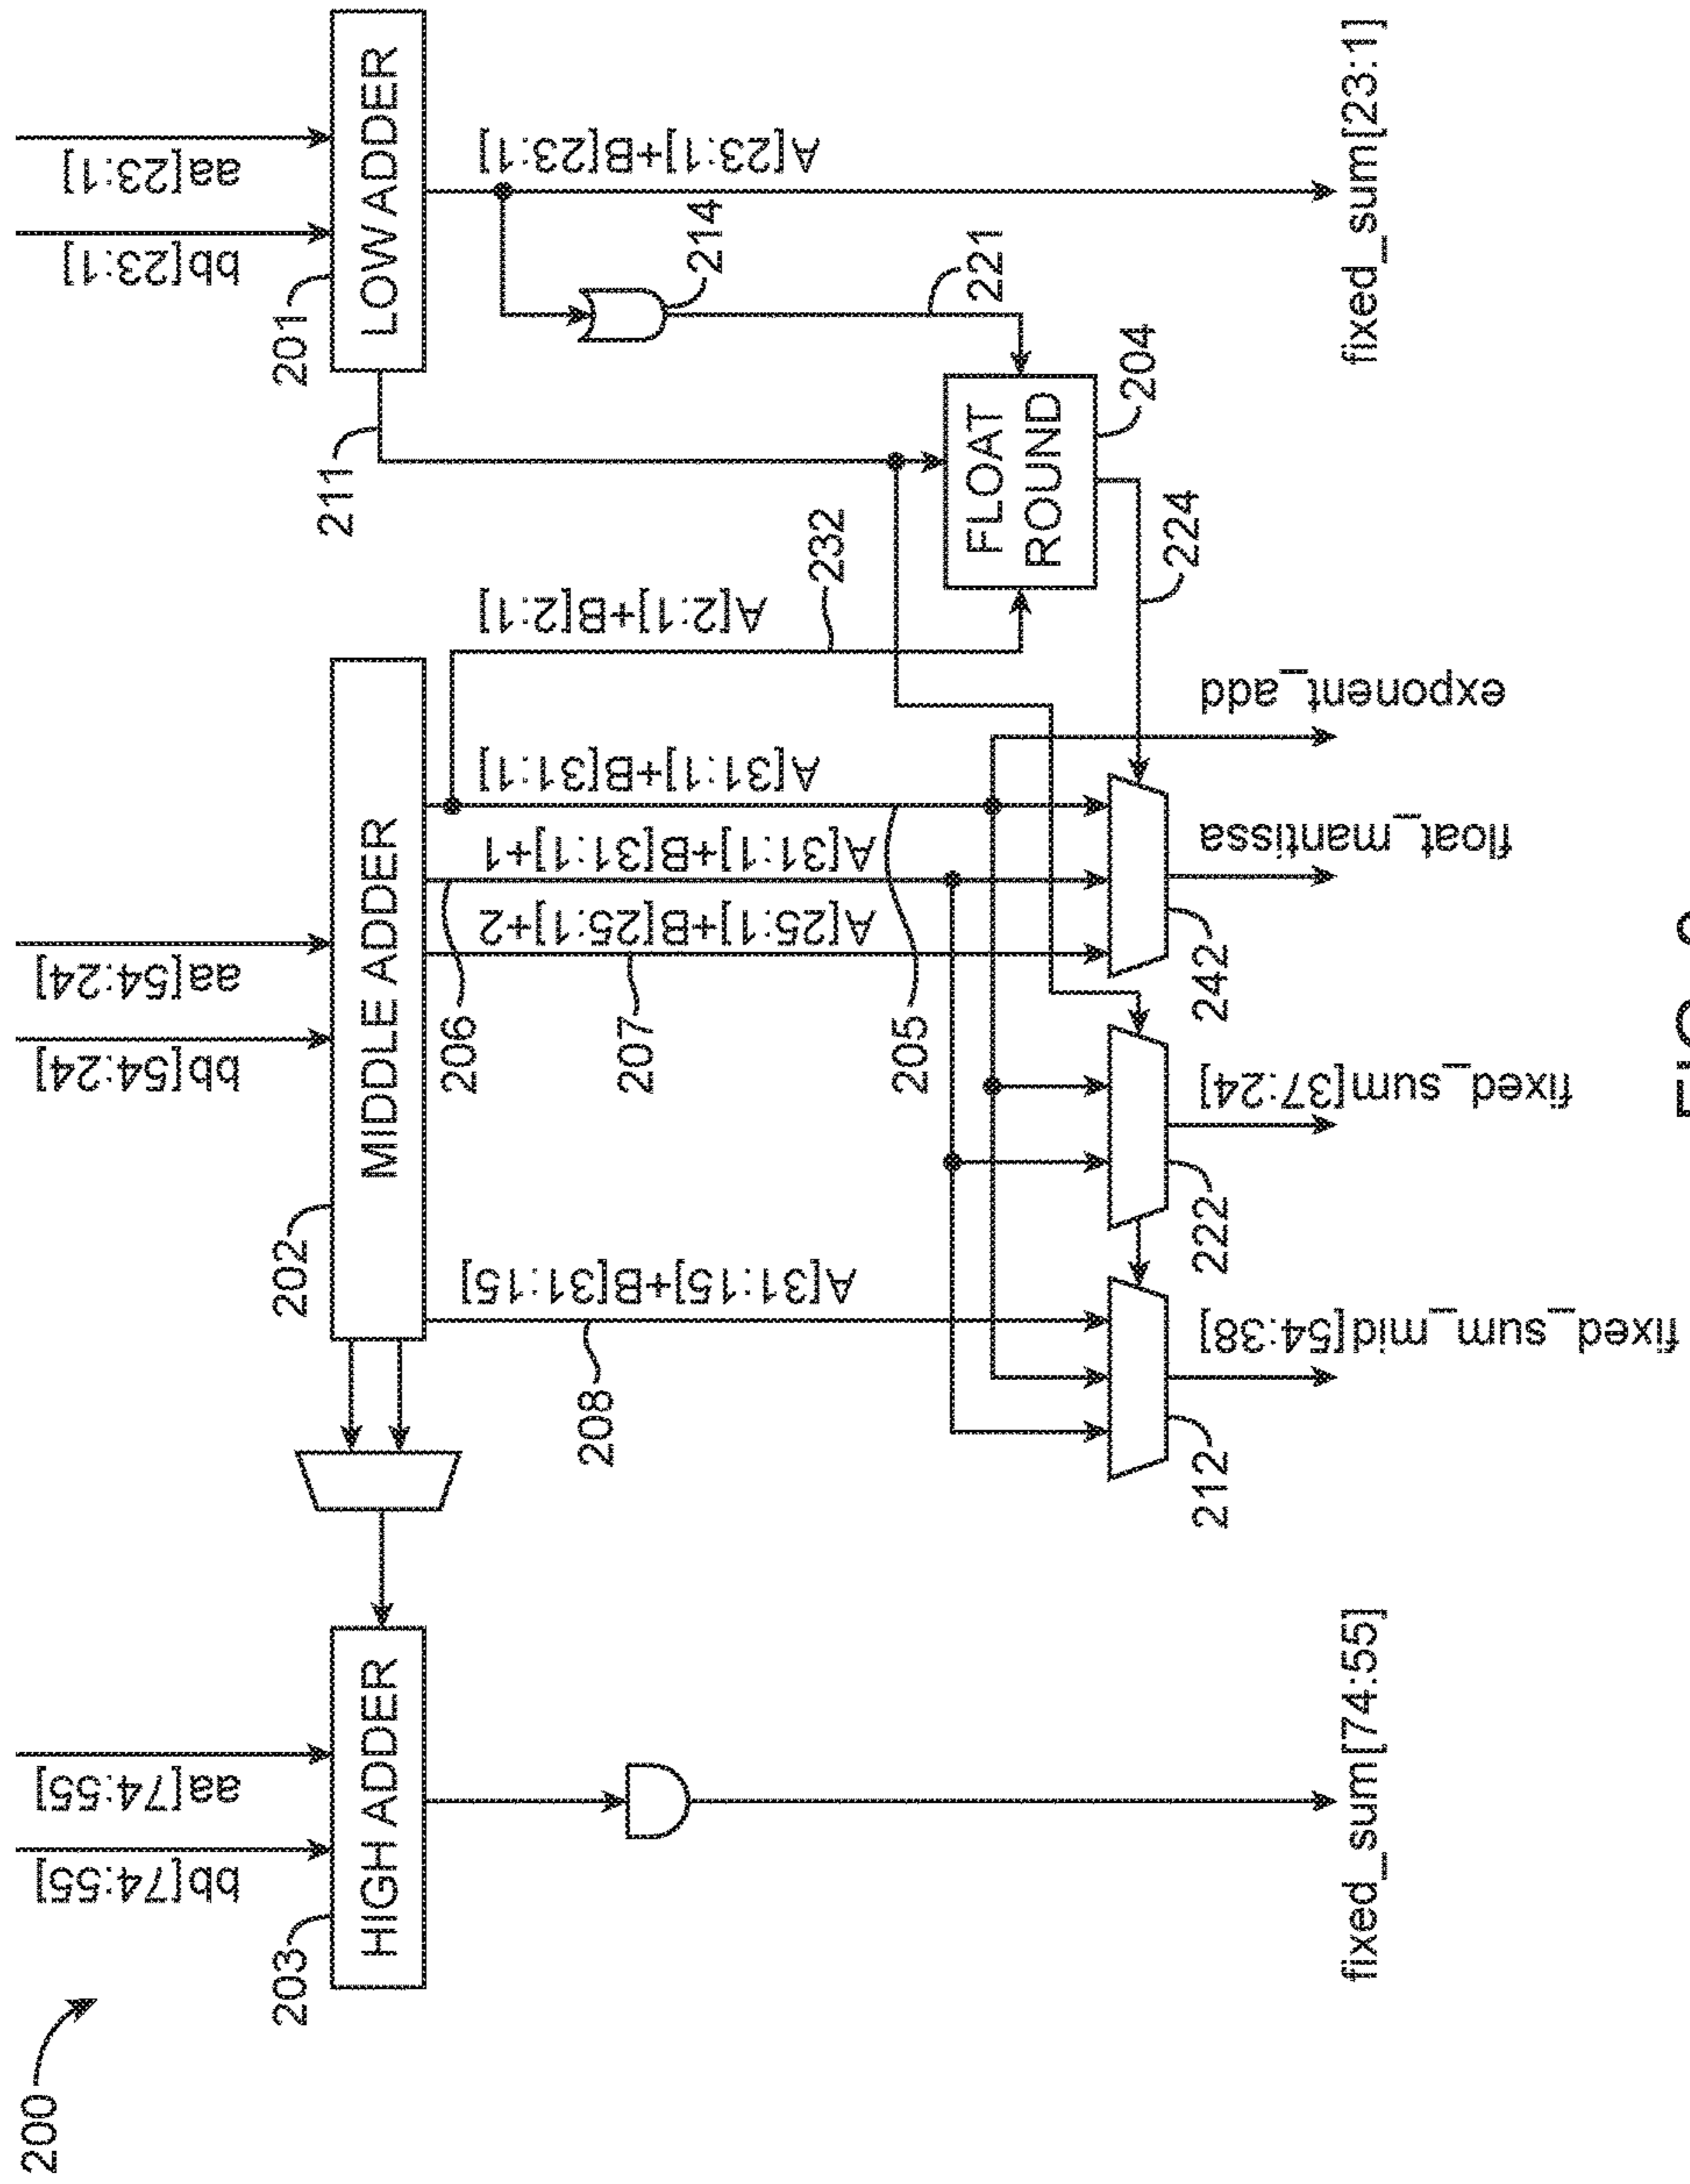 200
bb[74:55]
aa[74:55]
bb[54:24]
aa[54:24]
bb[23:1]
aa[23:1]
203
HIGH ADDER
202
MIDDLE ADDER
201
LOW ADDER
211
208
A[31:15]+B[31:15]
206
207
205
A[25:1]+B[25:1]+2
A[31:1]+B[31:1]+1
A[31:1]+B[31:1]
A[2:1]+B[2:1]
232
A[23:1]+B[23:1]
214
221
FLOAT
ROUND
204
224
212
222
242
fixed_sum[74:55]
fixed_sum_mid[54:38]
fixed_sum[37:24]
float_mantissa
exponent_add
fixed_sum[23:1]